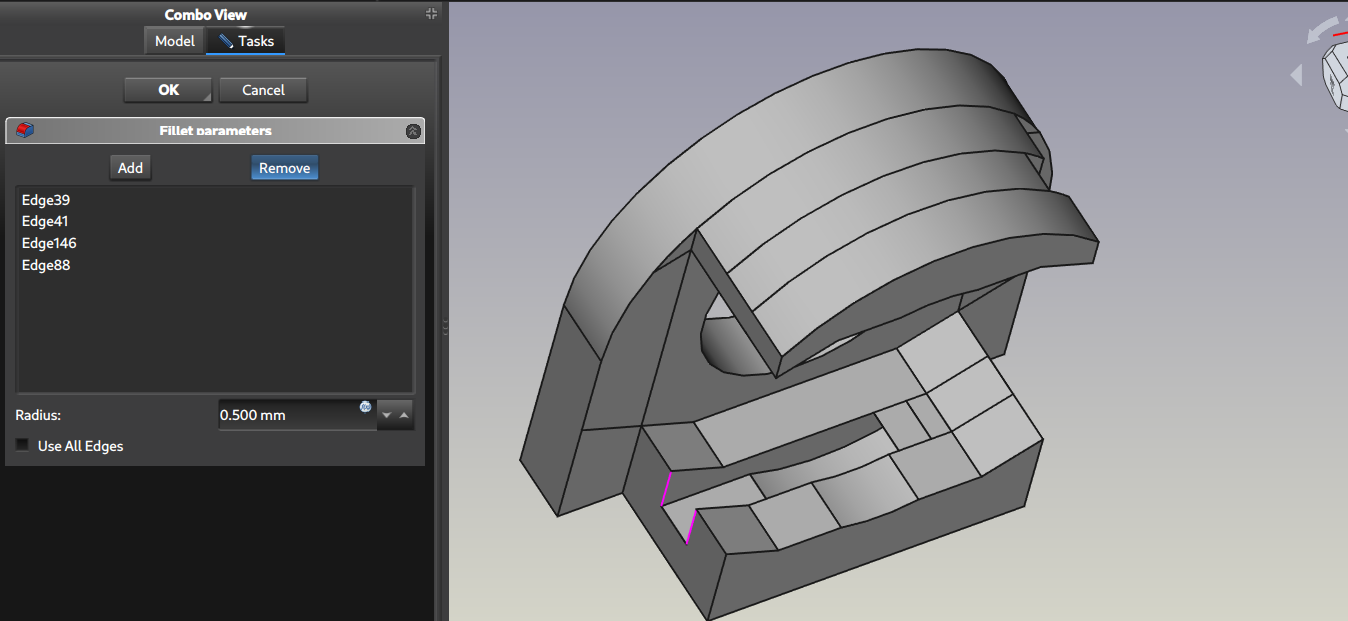 Combo View
Model
Tasks
OK
Cancel
Fillet parameters
Add
Remove
Edge39
Edge41
Edge146
Edge88
Radius:
0.500 mm
Use All Edges